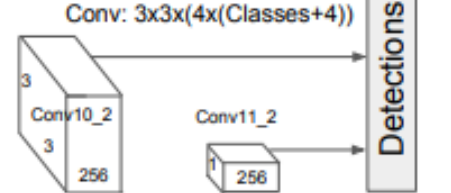 Conv: 3x3x(4x(Classes+4))
3
Conv10_2
3
256
Conv11_2
1
256
Detections